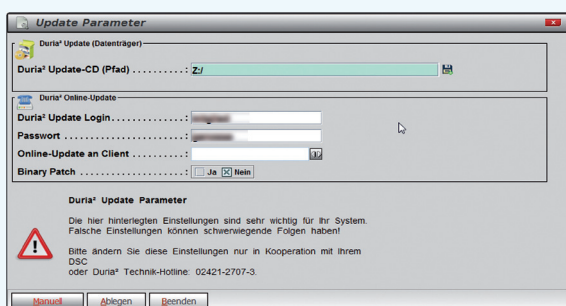 Update Parameter
Duria² Update (Datenträger)
Duria² Update-CD (Pfad) . . . . . . . . . : Z:/
Duria² Online-Update
Duria² Update Login . . . . . . . . . . . . :
Passwort . . . . . . . . . . . . . . . . . . . . :
Online-Update an Client . . . . . . . . . :
Binary Patch . . . . . . . . . . . . . . . . . . : Ja Nein
Duria² Update Parameter
Die hier hinterlegten Einstellungen sind sehr wichtig für Ihr System.
Falsche Einstellungen können schwerwiegende Folgen haben!
Bitte ändern Sie diese Einstellungen nur in Kooperation mit Ihrem
DSC
oder Duria² Technik-Hotline: 02421-2707-3.
Manuell Ablegen Beenden